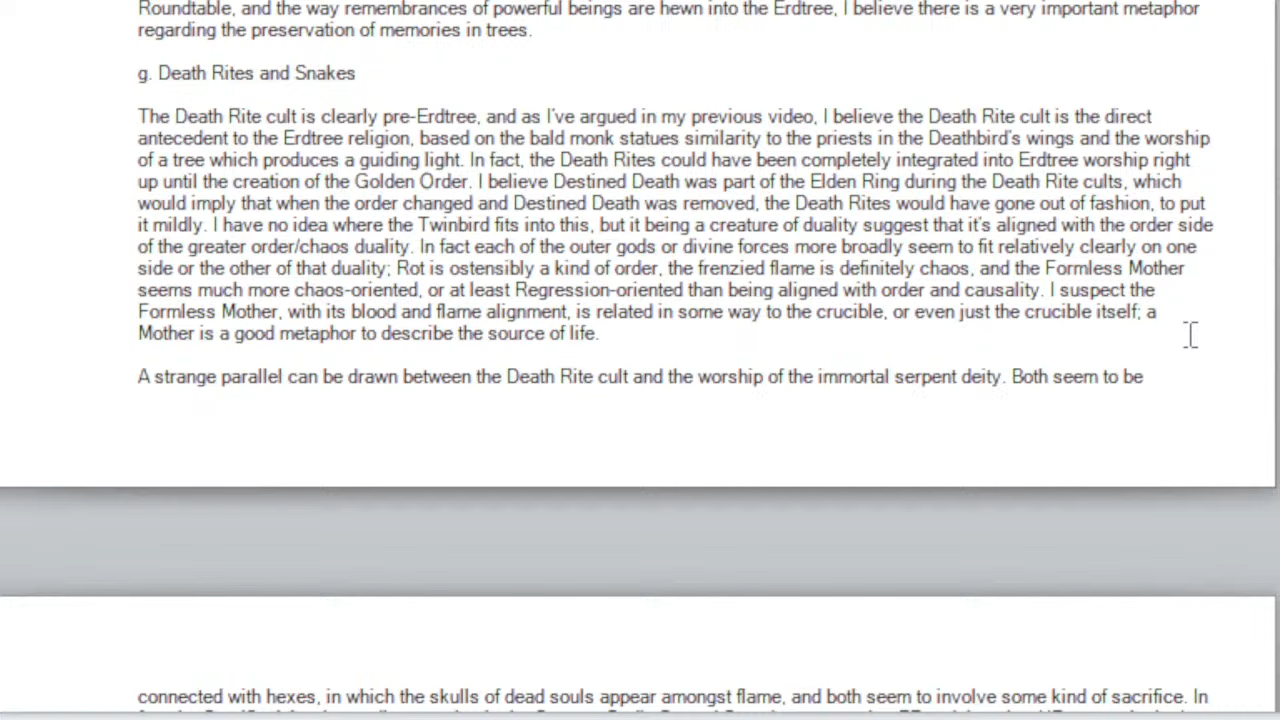 Roundtable, and the way remembrances of powerful beings are hewn into the Erdtree, I believe there is a very important metaphor
regarding the preservation of memories in trees.
g. Death Rites and Snakes
The Death Rite cult is clearly pre-Erdtree, and as I've argued in my previous video, I believe the Death Rite cult is the direct
antecedent to the Erdtree religion, based on the bald monk statues similarity to the priests in the Deathbird's wings and the worship
of a tree which produces a guiding light. In fact, the Death Rites could have been completely integrated into Erdtree worship right
up until the creation of the Golden Order. I believe Destined Death was part of the Elden Ring during the Death Rite cults, which
would imply that when the order changed and Destined Death was removed, the Death Rites would have gone out of fashion, to put
it mildly. I have no idea where the Twinbird fits into this, but it being a creature of duality suggest that it's aligned with the order side
of the greater order/chaos duality. In fact each of the outer gods or divine forces more broadly seem to fit relatively clearly on one
side or the other of that duality; Rot is ostensibly a kind of order, the frenzied flame is definitely chaos, and the Formless Mother
seems much more chaos-oriented, or at least Regression-oriented than being aligned with order and causality. I suspect the
Formless Mother, with its blood and flame alignment, is related in some way to the crucible, or even just the crucible itself; a
Mother is a good metaphor to describe the source of life.
A strange parallel can be drawn between the Death Rite cult and the worship of the immortal serpent deity. Both seem to be
connected with hexes, in which the skulls of dead souls appear amongst flame, and both seem to involve some kind of sacrifice. In